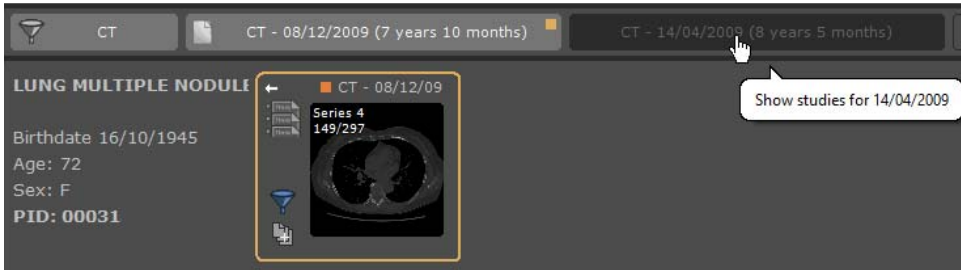 CT
CT - 08/12/2009 (7 years 10 months)
CT - 14/04/2009 (8 years 5 months)
Show studies for 14/04/2009
LUNG MULTIPLE NODULE
Birthdate 16/10/1945
Age: 72
Sex: F
PID: 00031
CT - 08/12/09
Series 4
149/297